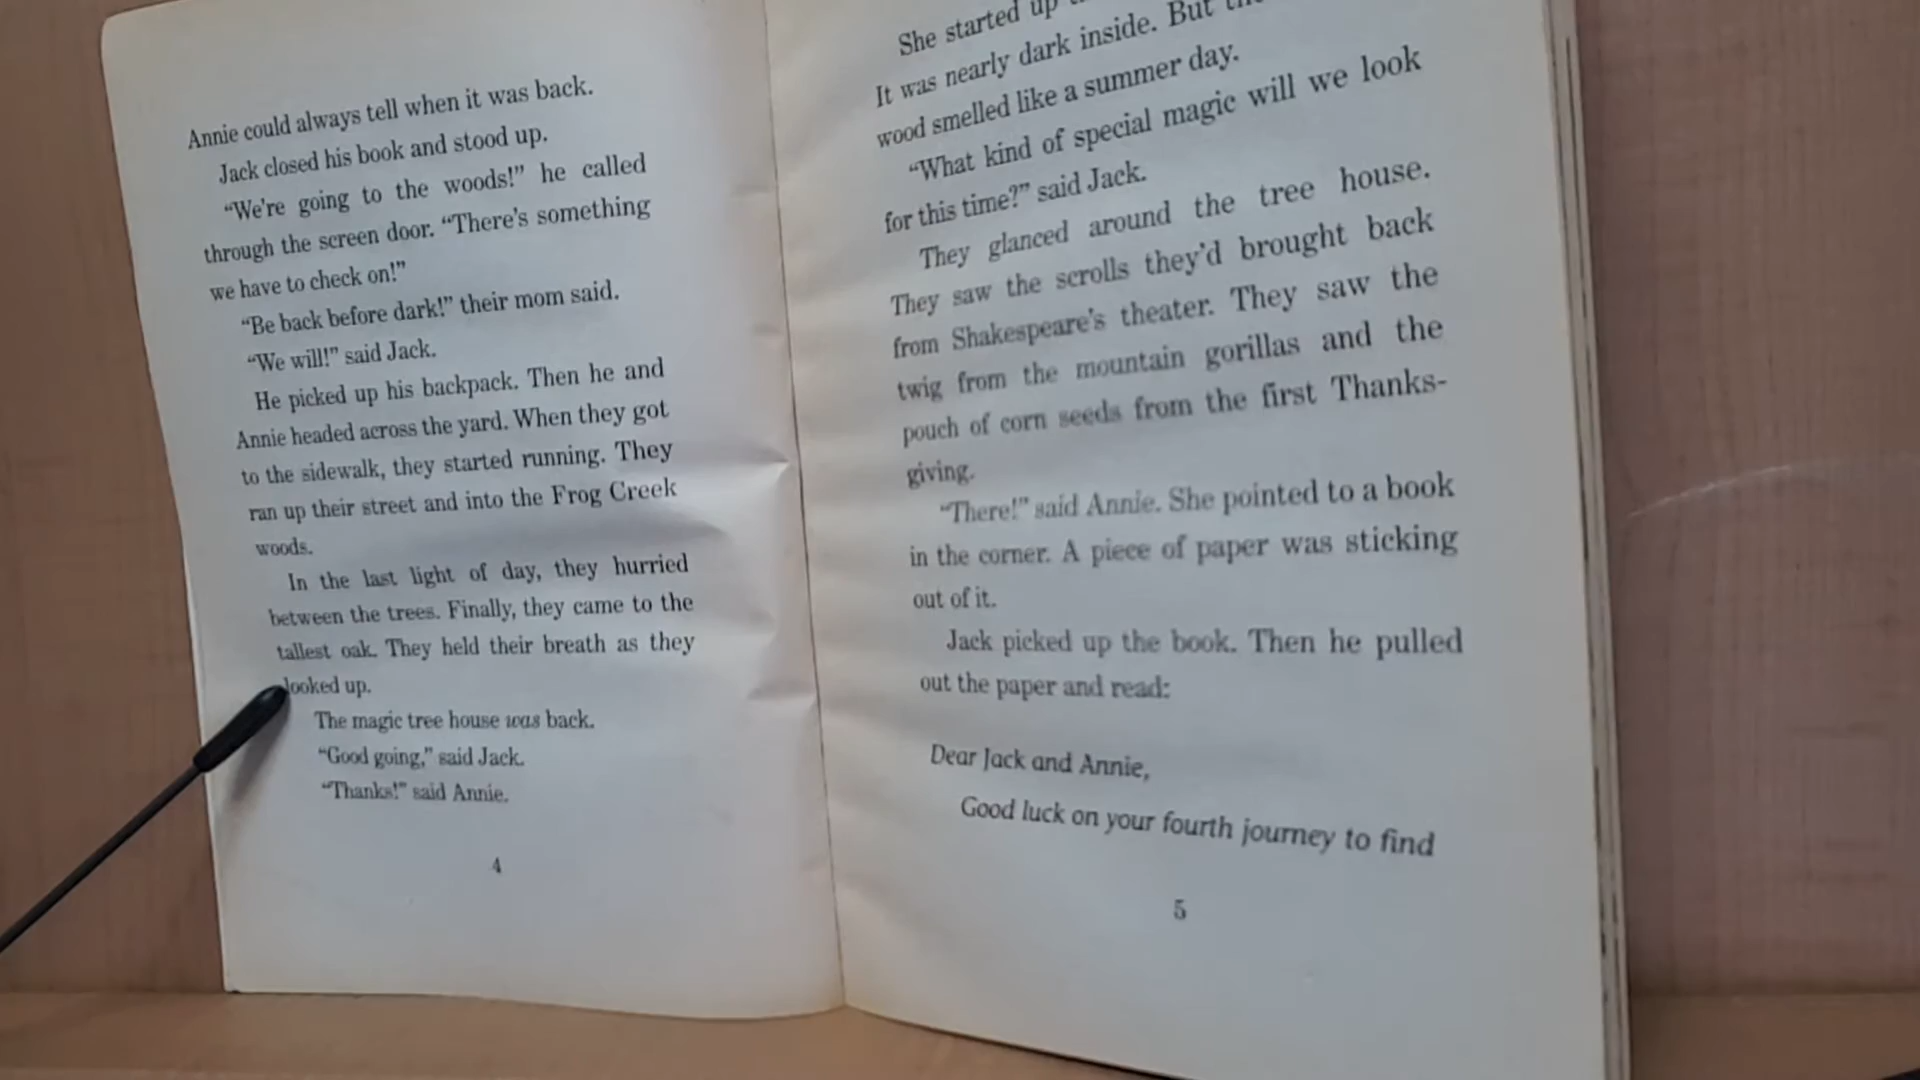 Annie could always tell when it was back.
Jack closed his book and stood up.
“We're going to the woods!” he called
through the screen door. “There's something
we have to check on!”
“Be back before dark!” their mom said.
“We will!” said Jack.
He picked up his backpack. Then he and
Annie headed across the yard. When they got
to the sidewalk, they started running. They
ran up their street and into the Frog Creek
woods.
In the last light of day, they hurried
between the trees. Finally, they came to the
tallest oak. They held their breath as they
looked up.
The magic tree house was back.
“Good going,” said Jack.
“Thanks!” said Annie.
4
She started up
It was nearly dark inside. But
wood smelled like a summer day.
“What kind of special magic will we look
for this time?” said Jack.
They glanced around the tree house.
They saw the scrolls they'd brought back
from Shakespeare's theater. They saw the
twig from the mountain gorillas and the
pouch of corn seeds from the first Thanks-
giving.
“There!” said Annie. She pointed to a book
in the corner. A piece of paper was sticking
out of it.
Jack picked up the book. Then he pulled
out the paper and read:
Dear Jack and Annie,
Good luck on your fourth journey to find
5